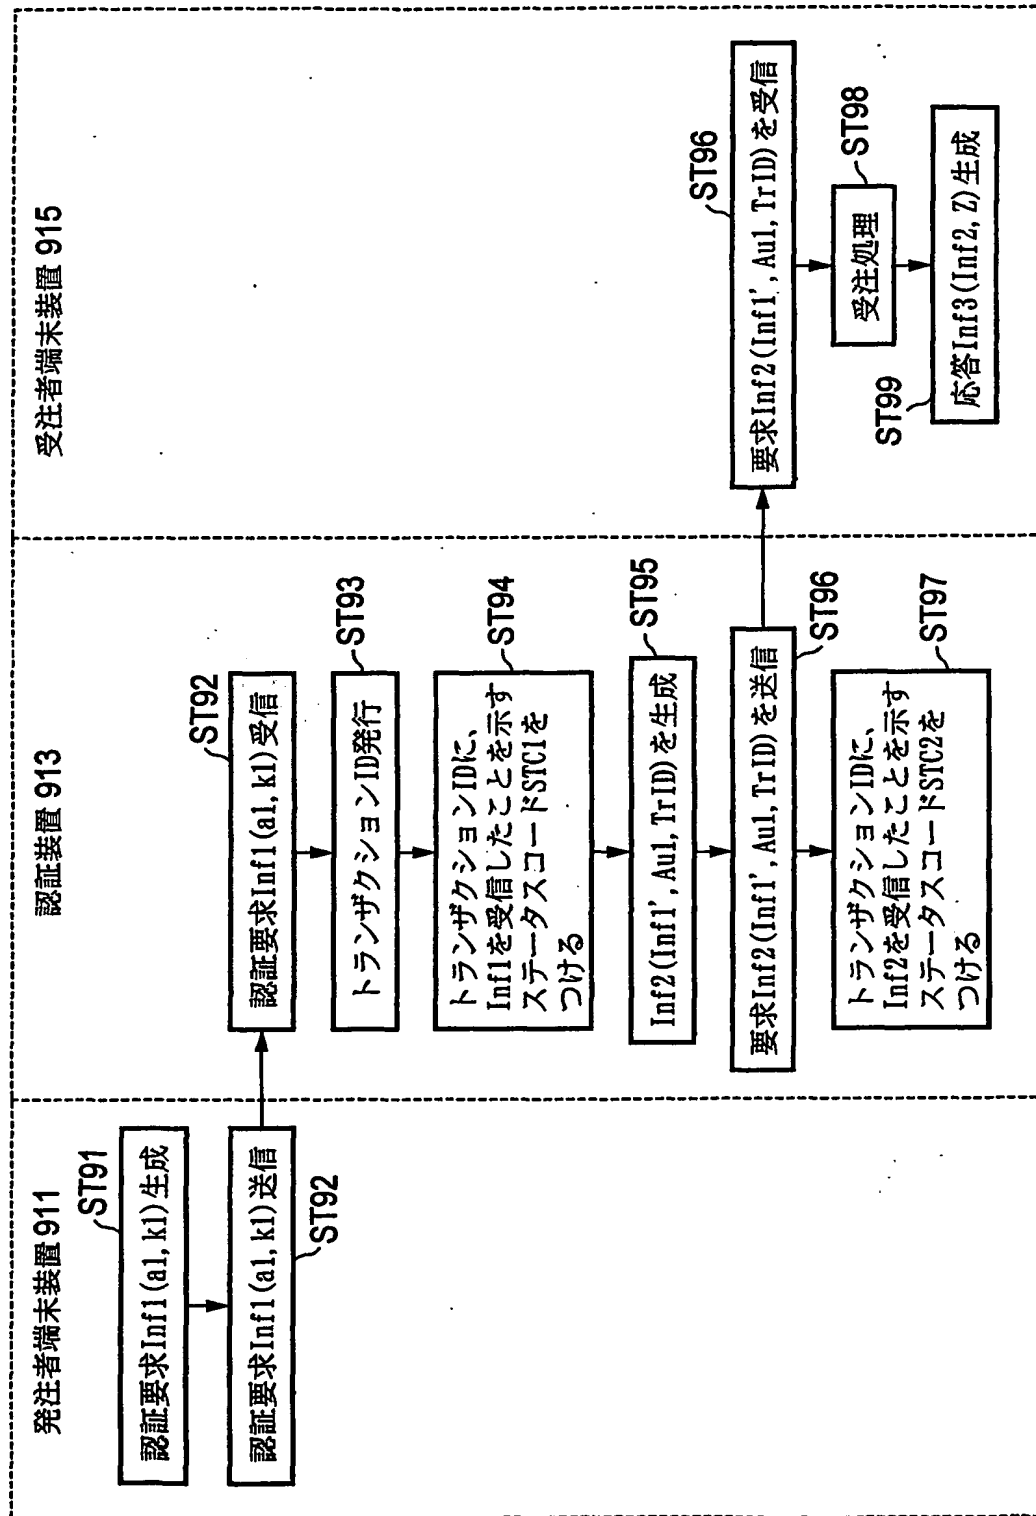 発注者端末装置 911
ST91
認証要求Inf1(a1,k1)生成
認証要求Inf1(a1,k1)送信
ST92
認証装置 913
ST92
認証要求Inf1(a1,k1)受信
ST93
トランザクションID発行
ST94
トランザクションIDに、
Inf1を受信したことを示す
ステータスコードSTC1を
つける
ST95
Inf2(Inf1',Au1,TrID)を生成
要求Inf2(Inf1',Au1,TrID)を送信
ST96
ST97
トランザクションIDに、
Inf2を受信したことを示す
ステータスコードSTC2を
つける
受注者端末装置 915
ST96
要求Inf2(Inf1',Au1,TrID)を受信
ST98
受注処理
ST99
応答Inf3(Inf2,Z)生成